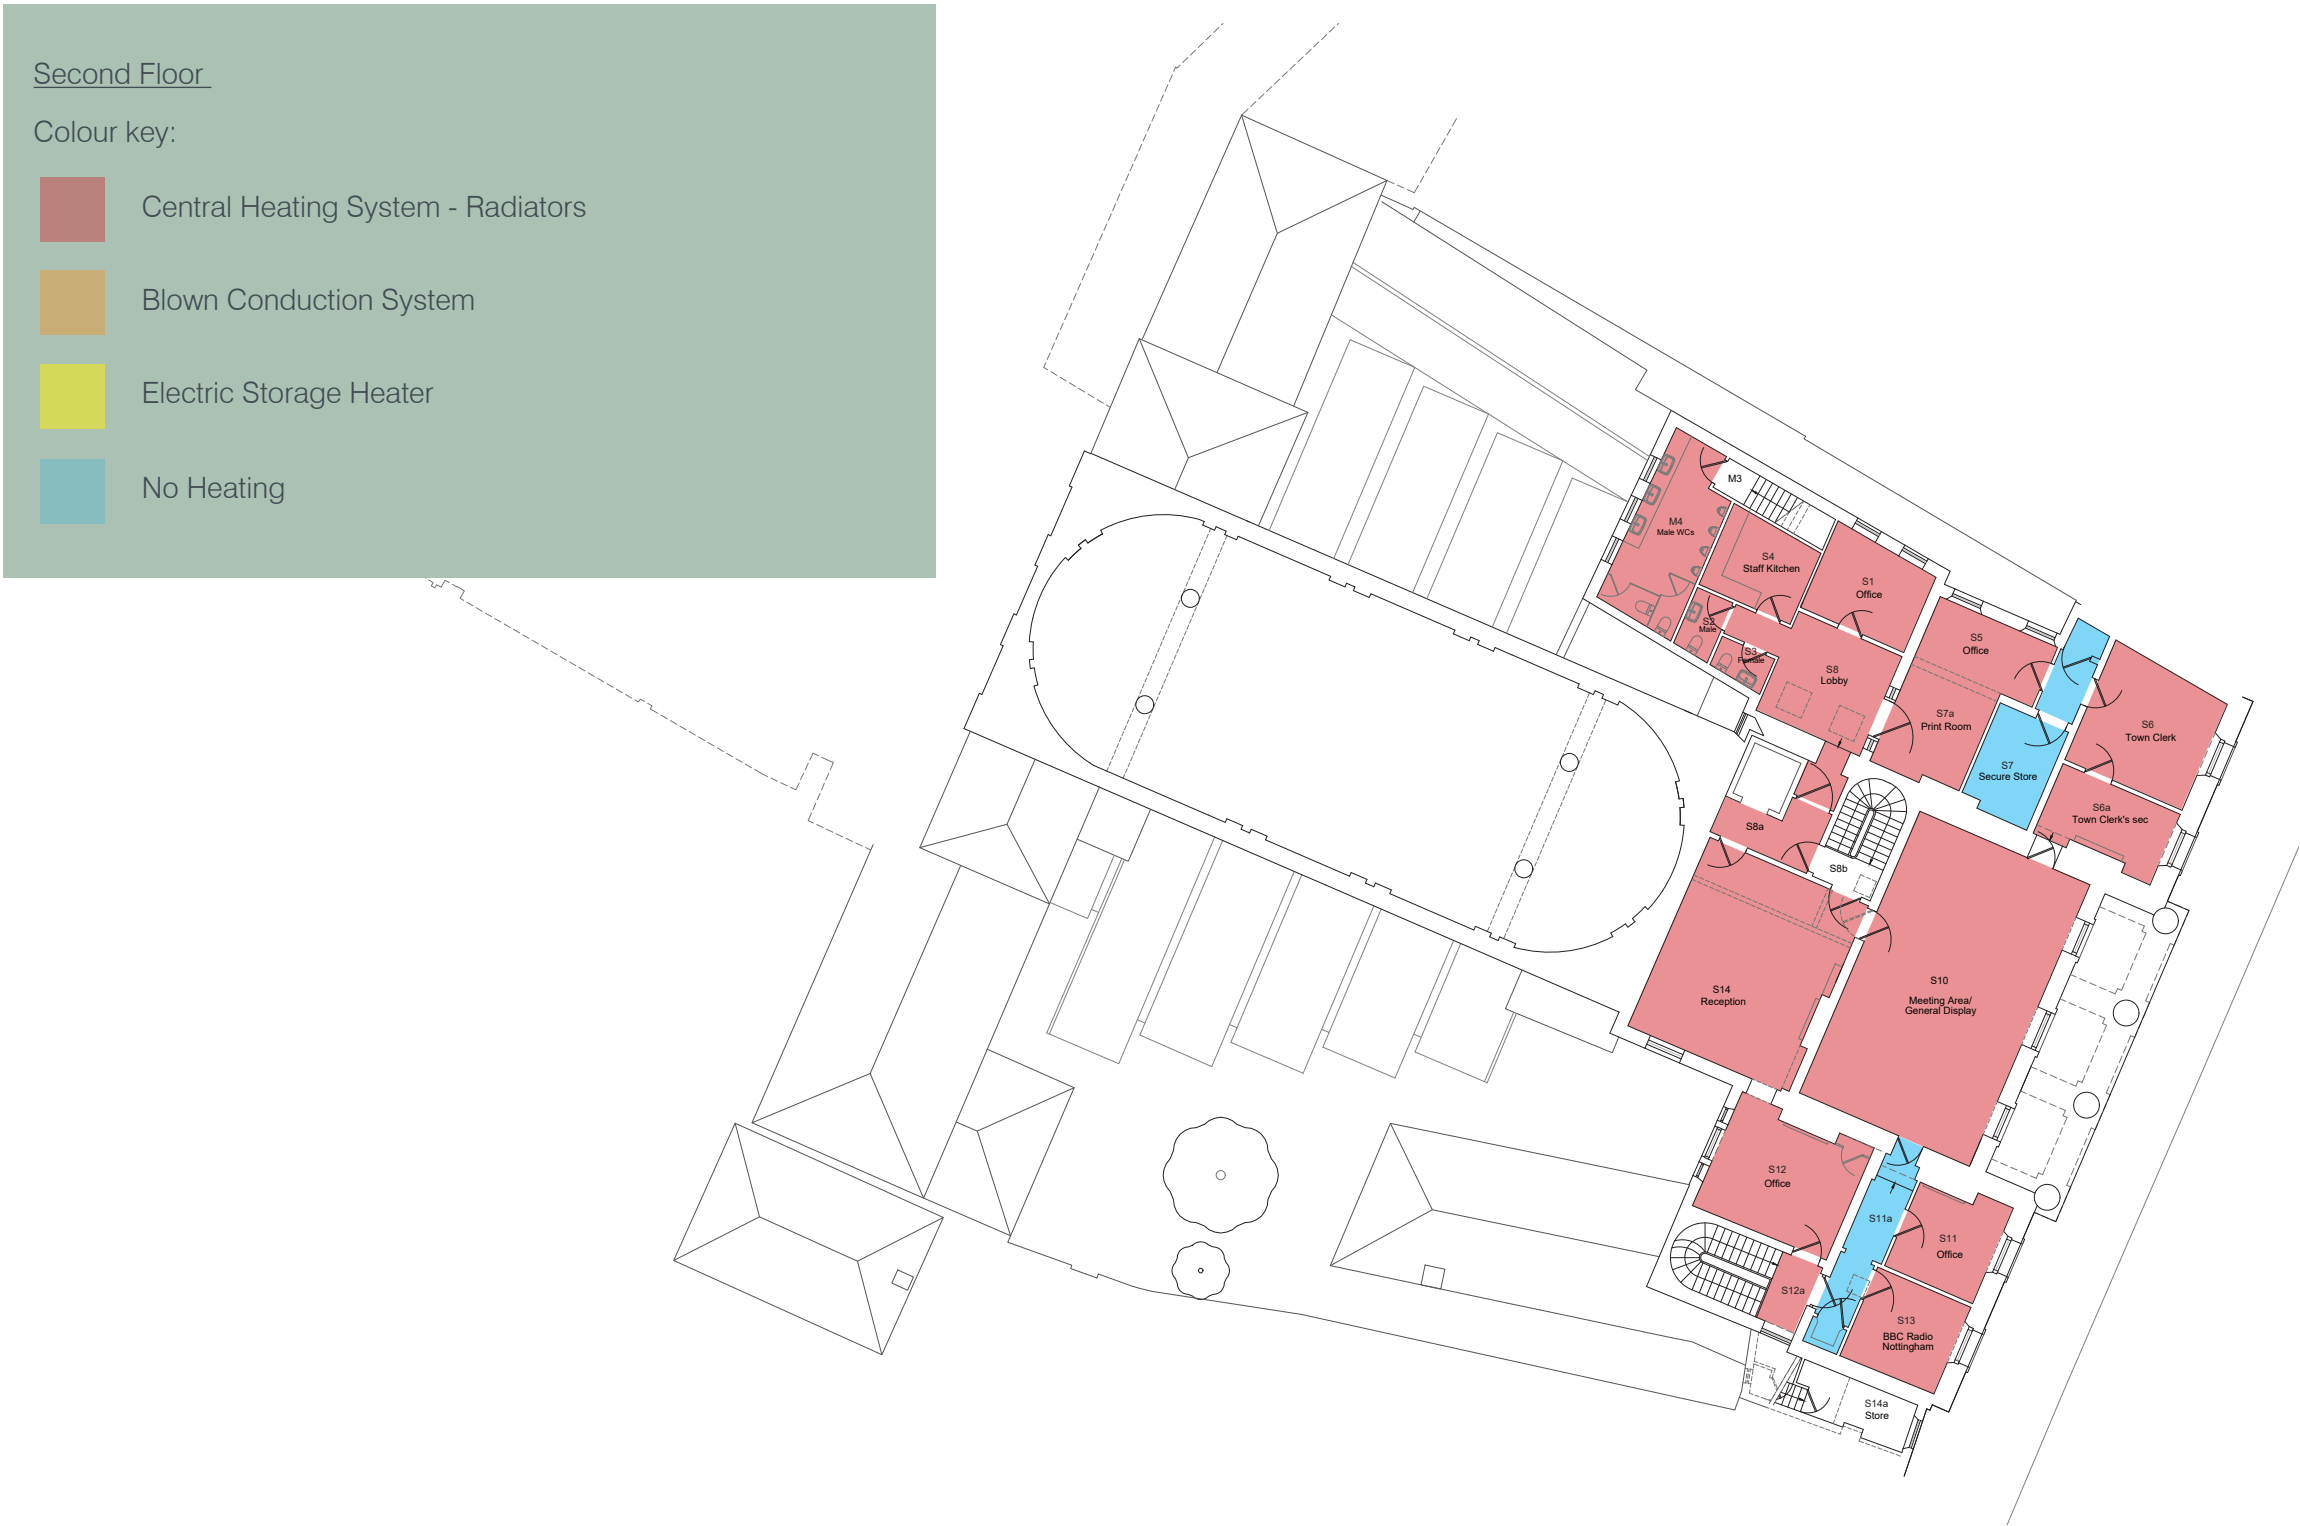 Second Floor
Colour key:
Central Heating System - Radiators
Blown Conduction System
Electric Storage Heater
No Heating
M3
M4
Male WCs
S4
Staff Kitchen
S1
Office
S2
Male
S3
Female
S8
Lobby
S5
Office
S7a
Print Room
S6
Town Clerk
S7
Secure Store
S6a
Town Clerk's sec
S8a
S8b
S14
Reception
S10
Meeting Area/
General Display
S12
Office
S11a
S11
Office
S12a
S13
BBC Radio
Nottingham
S14a
Store